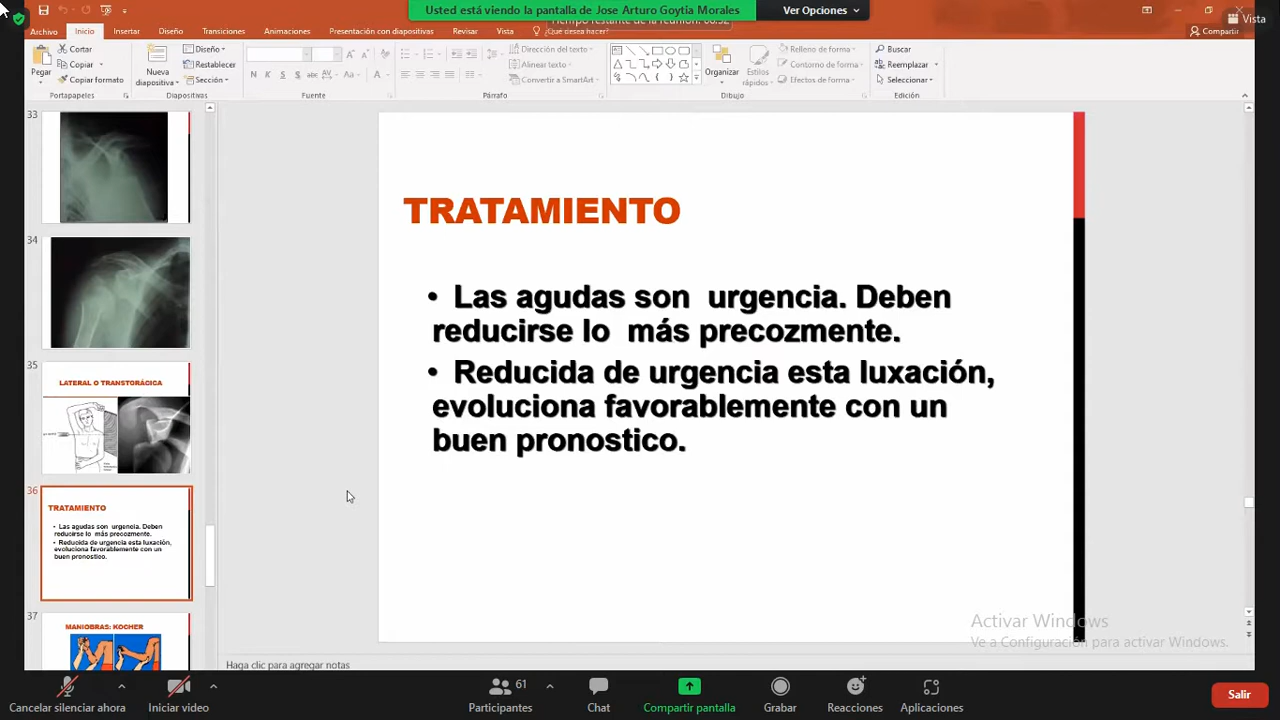 Usted está viendo la pantalla de Jose Arturo Goytía Morales
Ver Opciones
Vista
Archivo
Inicio
Insertar
Diseño
Transiciones
Animaciones
Presentación con diapositivas
Revisar
Vista
¿Qué desea hacer?
Compartir
Pegar
Cortar
Copiar
Copiar formato
Portapapeles
Nueva
diapositiva
Diseño
Restablecer
Sección
Diapositivas
N K S S abc AV Aa A
Fuente
Dirección del texto
Alinear texto
Convertir a SmartArt
Párrafo
Organizar
Estilos
rápidos
Relleno de forma
Contorno de forma
Efectos de forma
Dibujo
Buscar
Reemplazar
Seleccionar
Edición
33
34
35
LATERAL O TRANSTORÁCICA
36
TRATAMIENTO
• Las agudas son urgencia. Deben
reducirse lo más precozmente.
• Reducida de urgencia esta luxación,
evoluciona favorablemente con un
buen pronostico.
37
MANIOBRAS: KOCHER
TRATAMIENTO
• Las agudas son urgencia. Deben
reducirse lo más precozmente.
• Reducida de urgencia esta luxación,
evoluciona favorablemente con un
buen pronostico.
Activar Windows
Ve a Configuración para activar Windows.
Haga clic para agregar notas
Cancelar silenciar ahora
Iniciar video
61
Participantes
Chat
Compartir pantalla
Grabar
Reacciones
Aplicaciones
Salir